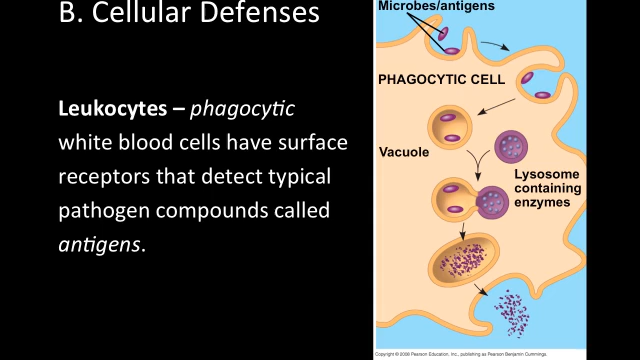 B. Cellular Defenses
Leukocytes – phagocytic
white blood cells have surface
receptors that detect typical
pathogen compounds called
antigens.
Microbes/antigens
PHAGOCYTIC CELL
Vacuole
Lysosome
containing
enzymes
Copyright © 2008 Pearson Education, Inc., publishing as Pearson Benjamin Cummings.